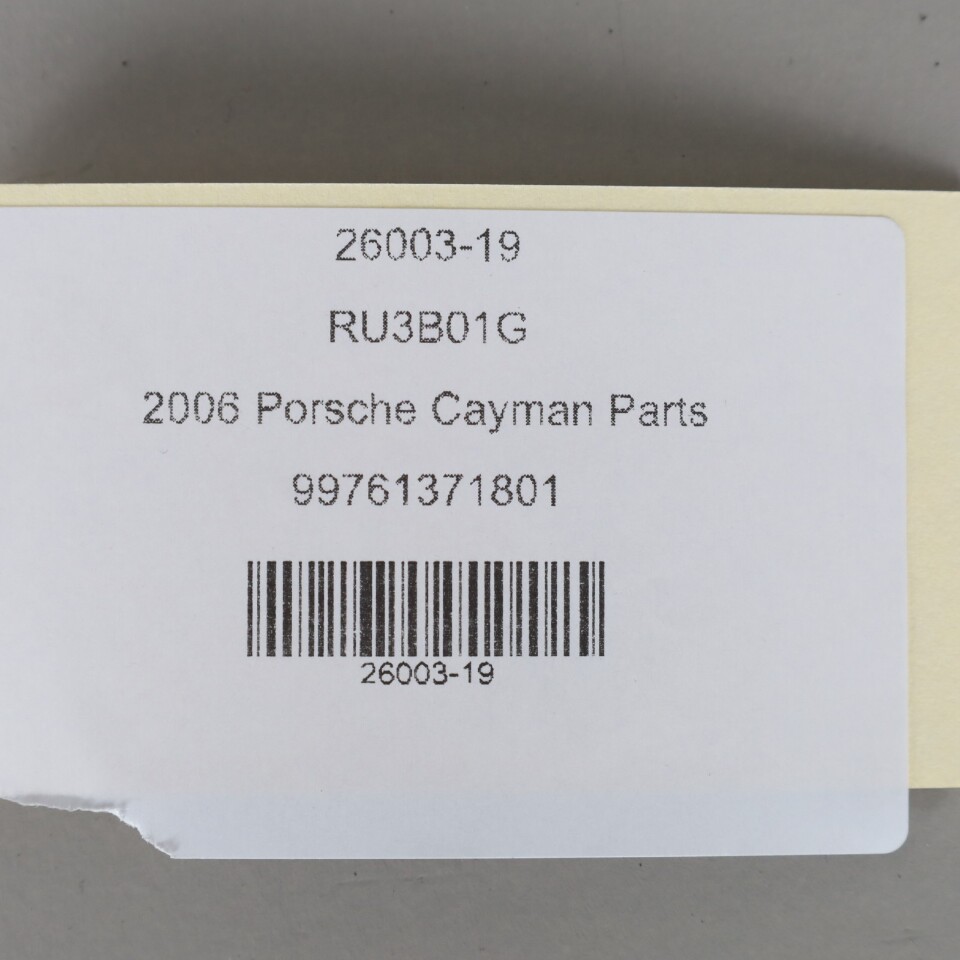 26003-19
RU3B01G
2006 Porsche Cayman Parts
99761371801
26003-19